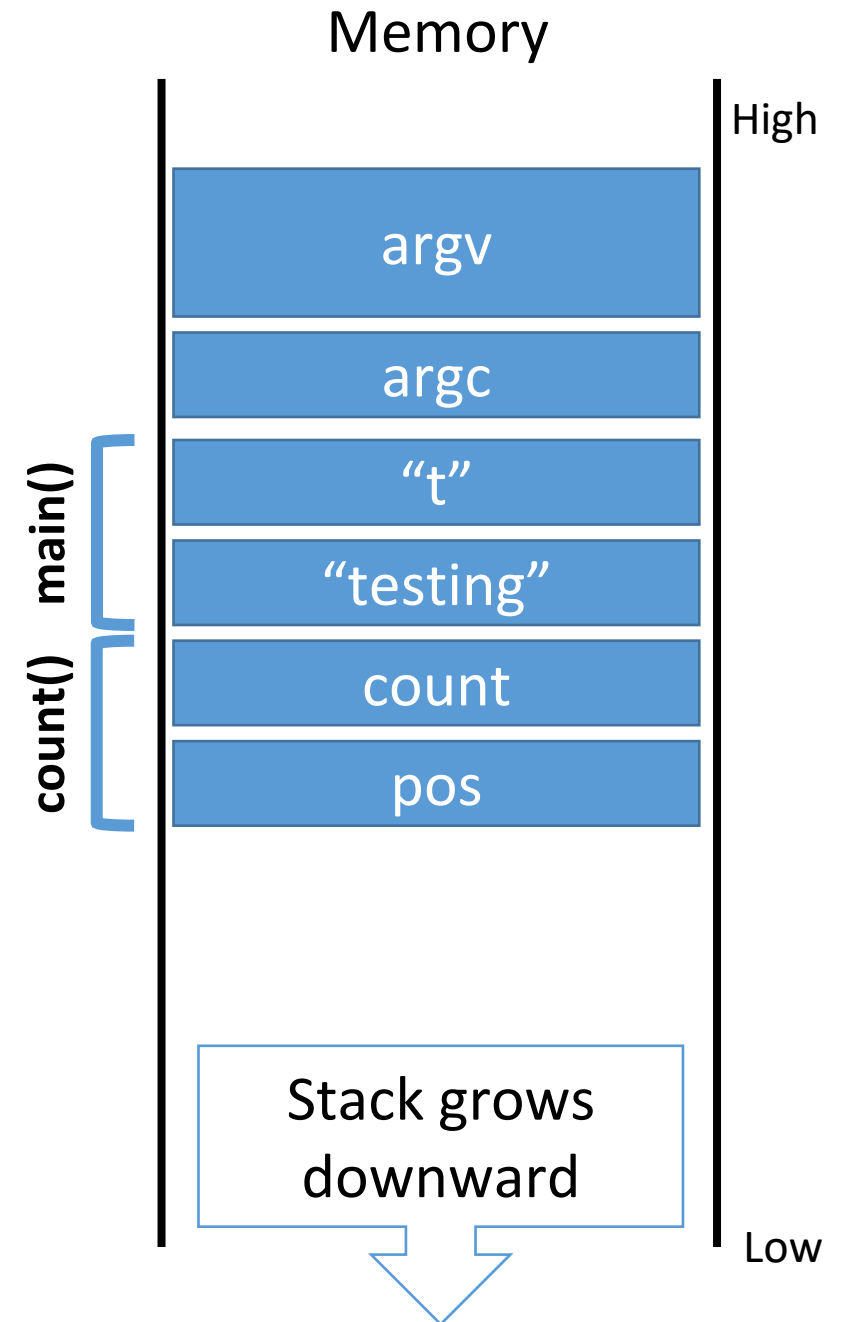 Memory
High
argv
argc
main()
“t”
“testing”
count()
count
pos
Stack grows
downward
Low